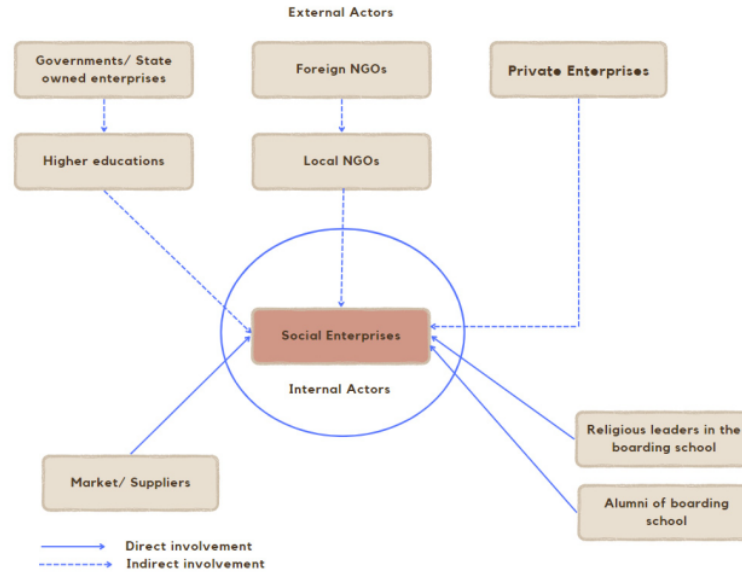 External Actors
Governments/ State
owned enterprises
Foreign NGOs
Private Enterprises
Higher educations
Local NGOs
Social Enterprises
Internal Actors
Religious leaders in the
boarding school
Market/ Suppliers
Alumni of boarding
school
Direct involvement
Indirect involvement